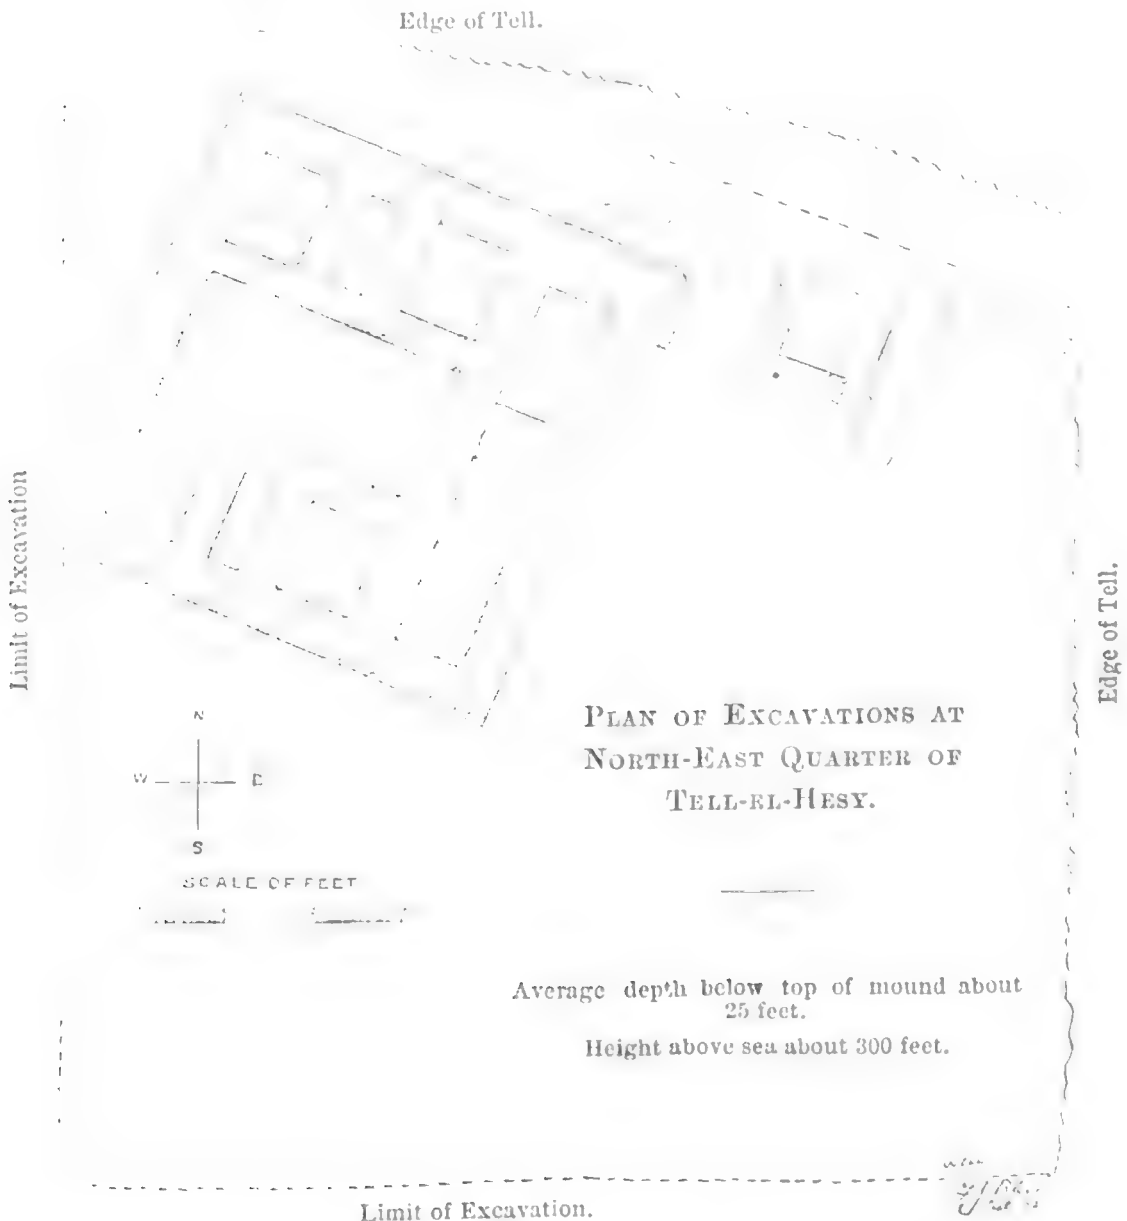 Edge of Tell.
Limit of Excavation
Edge of Tell.
PLAN OF EXCAVATIONS AT
NORTH-EAST QUARTER OF
TELL-EL-HESY.
N
W E
S
SCALE OF FEET
Average depth below top of mound about
25 feet.
Height above sea about 300 feet.
Limit of Excavation.